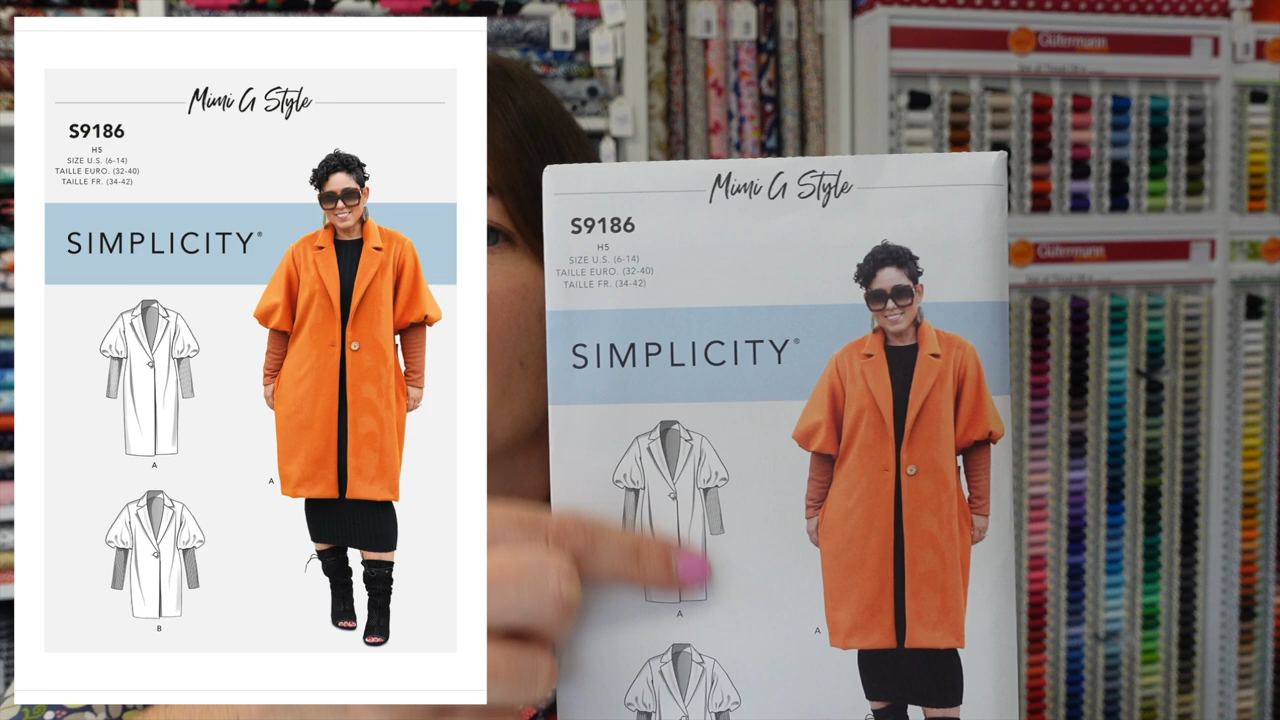 Mimi G Style
S9186
H5
SIZE U.S. (6-14)
TAILLE EURO. (32-40)
TAILLE FR. (34-42)
SIMPLICITY®
A
A
B
Mimi G Style
S9186
H5
SIZE U.S. (6-14)
TAILLE EURO. (32-40)
TAILLE FR. (34-42)
SIMPLICITY®
A
A
Gütermann
Gütermann